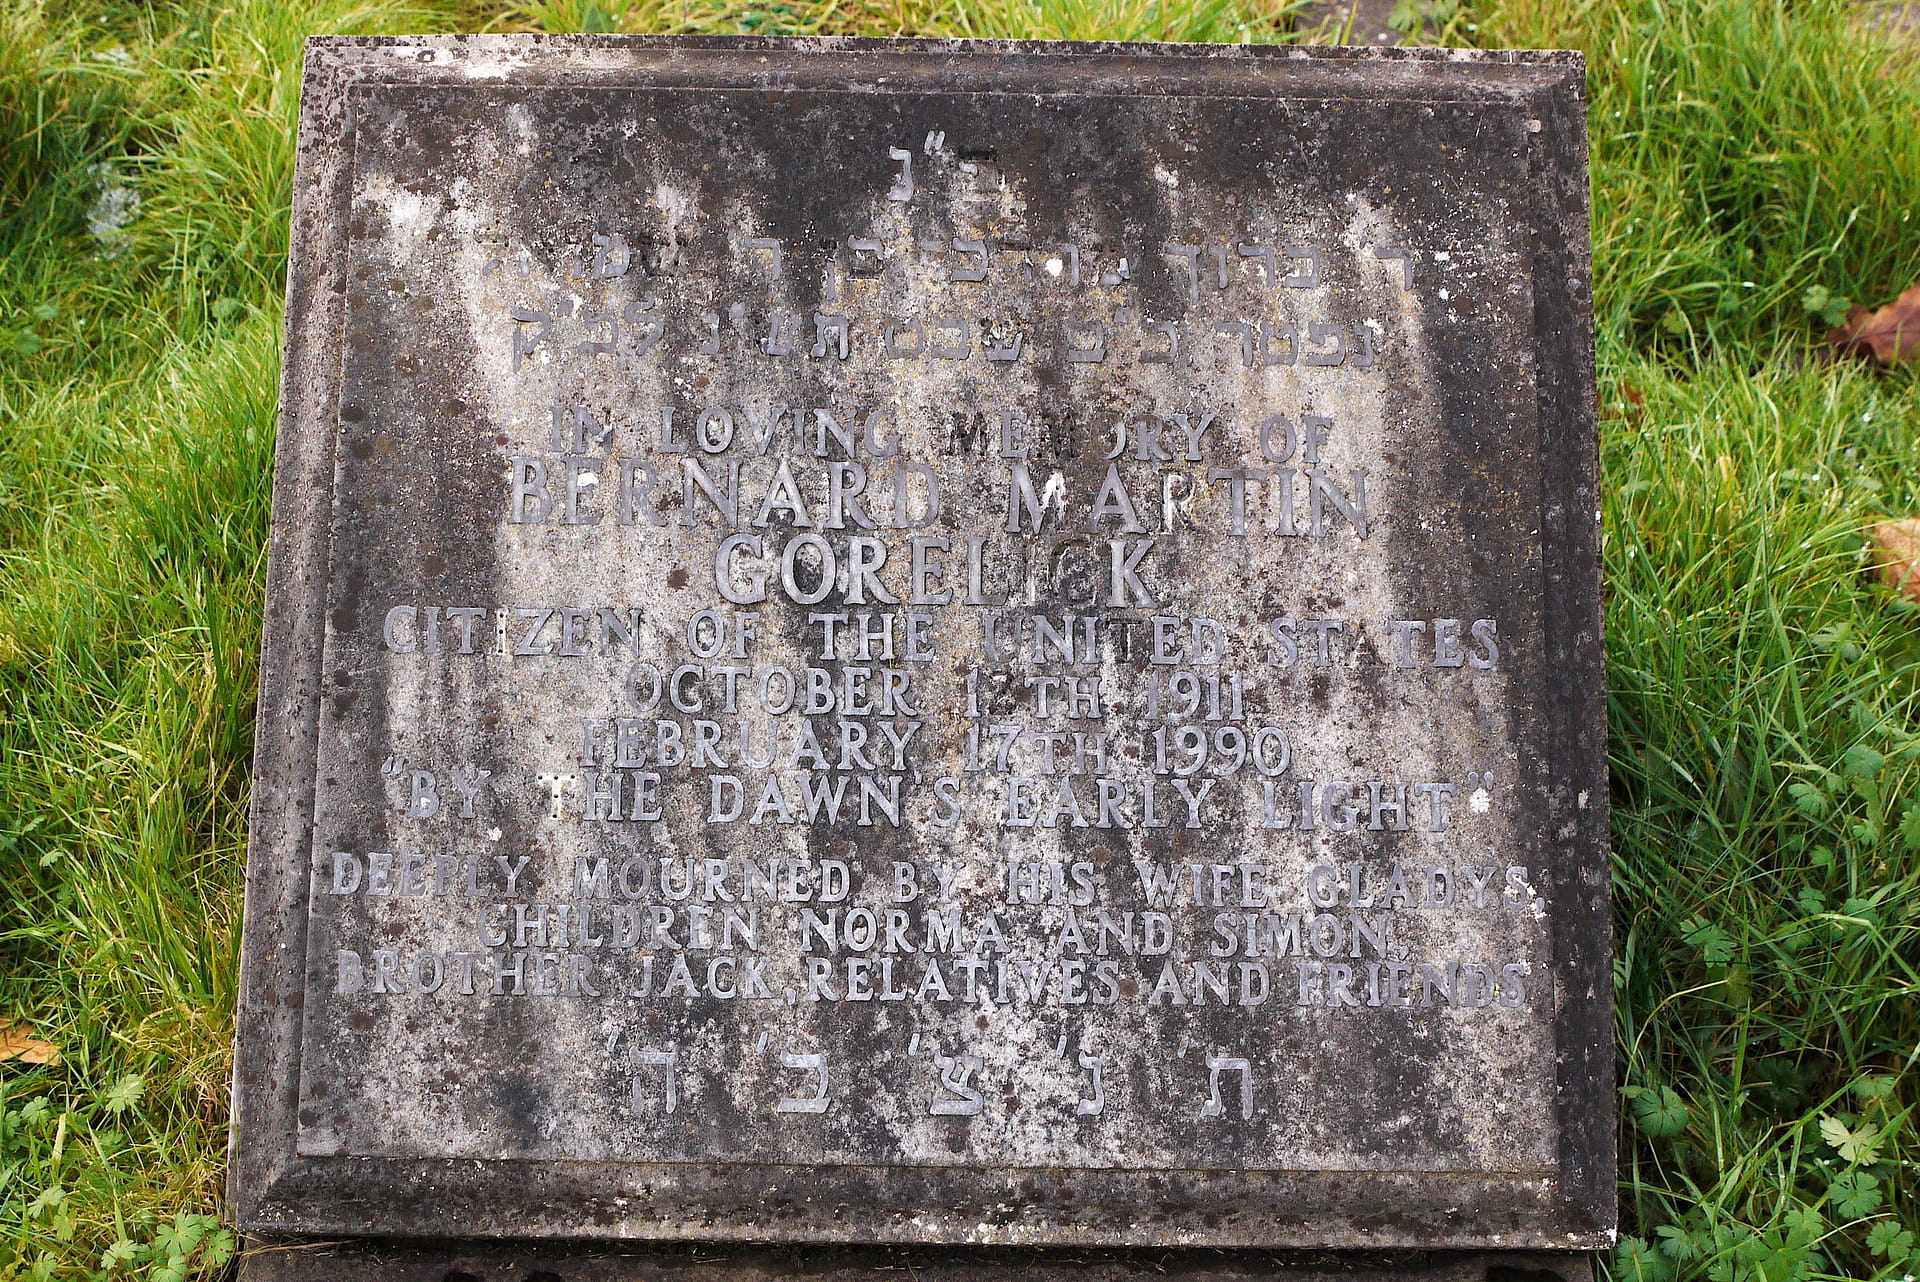 פ"נ
ר' ברוך מרדכי בן ר'
נפטר כ"ב שבט תש"נ לפ"ק
IN LOVING MEMORY OF
BERNARD MARTIN
GORELICK
CITIZEN OF THE UNITED STATES
OCTOBER 12TH 1911
FEBRUARY, 17TH 1990
"BY THE DAWN'S EARLY LIGHT"
DEEPLY MOURNED BY HIS WIFE GLADYS,
CHILDREN NORMA AND SIMON,
BROTHER JACK, RELATIVES AND FRIENDS
ת' נ' צ' ב' ה'